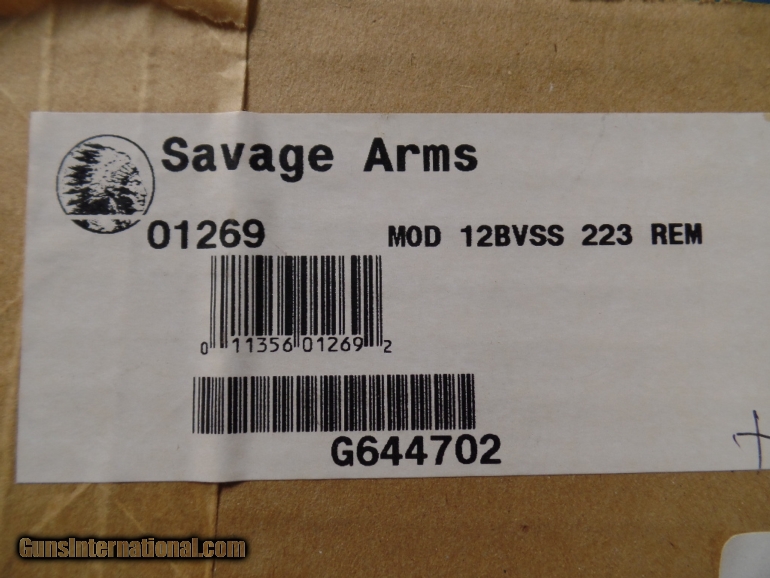 Savage Arms
01269 MOD 12BVSS 223 REM
0 11356 01269 2
G644702
GunsInternational.com